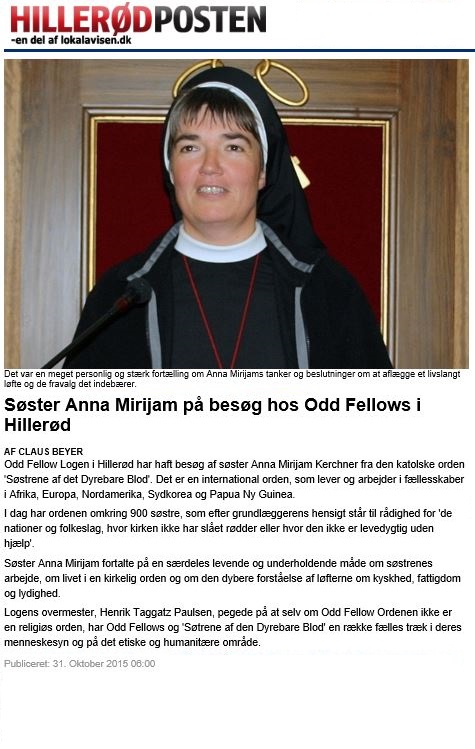 HILLERØDPOSTEN
-en del af lokalavisen.dk
Det var en meget personlig og stærk fortælling om Anna Mirijams tanker og beslutninger om at aflægge et livslangt
løfte og de fravalg det indebærer.
Søster Anna Mirijam på besøg hos Odd Fellows i
Hillerød
AF CLAUS BEYER
Odd Fellow Logen i Hillerød har haft besøg af søster Anna Mirijam Kerchner fra den katolske orden
'Søstrene af det Dyrebare Blod'. Det er en international orden, som lever og arbejder i fællesskaber
i Afrika, Europa, Nordamerika, Sydkorea og Papua Ny Guinea.
I dag har ordenen omkring 900 søstre, som efter grundlæggerens hensigt står til rådighed for 'de
nationer og folkeslag, hvor kirken ikke har slået rødder eller hvor den ikke er levedygtig uden
hjælp'.
Søster Anna Mirijam fortalte på en særdeles levende og underholdende måde om søstrenes
arbejde, om livet i en kirkelig orden og om den dybere forståelse af løfterne om kyskhed, fattigdom
og lydighed.
Logens overmester, Henrik Taggatz Paulsen, pegede på at selv om Odd Fellow Ordenen ikke er
en religiøs orden, har Odd Fellows og 'Søtrene af den Dyrebare Blod' en række fælles træk i deres
menneskesyn og på det etiske og humanitære område.
Publiceret: 31. Oktober 2015 06:00